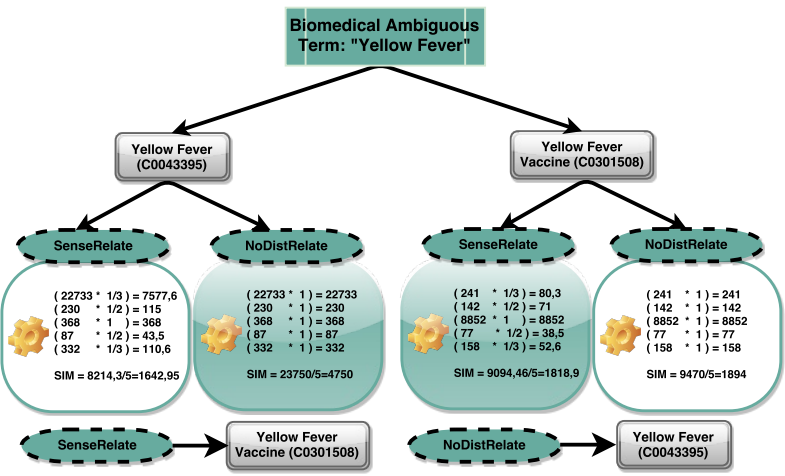 Biomedical Ambiguous
Term: "Yellow Fever"
Yellow Fever
(C0043395)
Yellow Fever
Vaccine (C0301508)
SenseRelate
NoDistRelate
SenseRelate
NoDistRelate
( 22733 * 1/3 ) = 7577,6
( 230 * 1/2 ) = 115
( 368 * 1 ) = 368
( 87 * 1/2 ) = 43,5
( 332 * 1/3 ) = 110,6
SIM = 8214,3/5=1642,95
( 22733 * 1 ) = 22733
( 230 * 1 ) = 230
( 368 * 1 ) = 368
( 87 * 1 ) = 87
( 332 * 1 ) = 332
SIM = 23750/5=4750
( 241 * 1/3 ) = 80,3
( 142 * 1/2 ) = 71
( 8852 * 1 ) = 8852
( 77 * 1/2 ) = 38,5
( 158 * 1/3 ) = 52,6
SIM = 9094,46/5=1818,9
( 241 * 1 ) = 241
( 142 * 1 ) = 142
( 8852 * 1 ) = 8852
( 77 * 1 ) = 77
( 158 * 1 ) = 158
SIM = 9470/5=1894
SenseRelate
Yellow Fever
Vaccine (C0301508)
NoDistRelate
Yellow Fever
(C0043395)